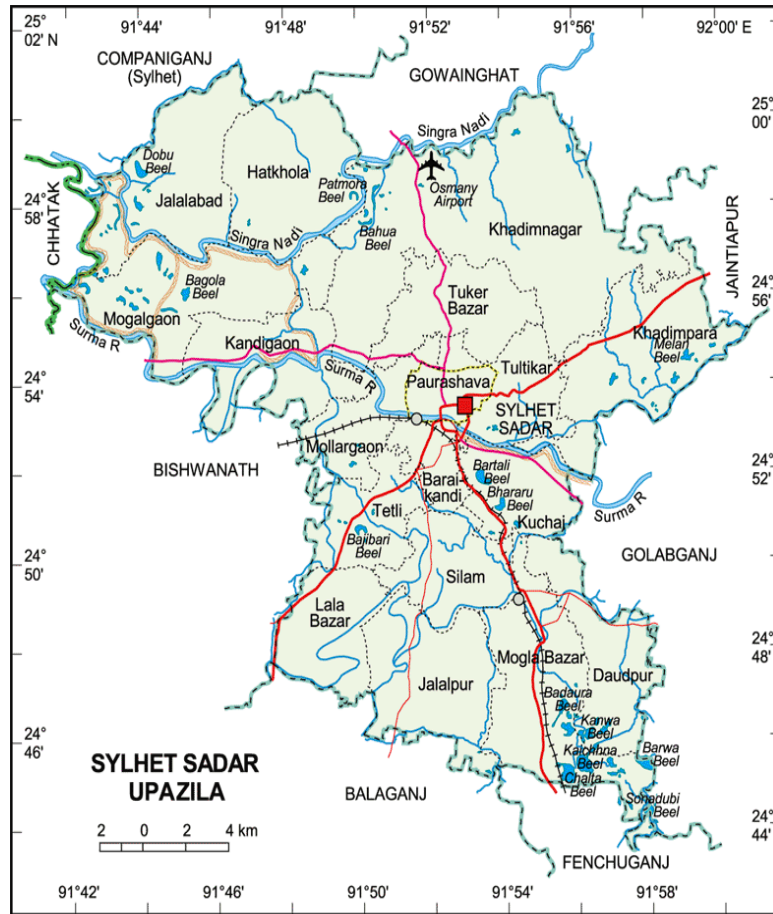 91°44'
91°48'
91°52'
91°56'
92°00' E
25°
02' N
COMPANIGANJ
(Sylhet)
GOWAINGHAT
25°
00'
Singra Nadi
Dobu
Beel
Hatkhola
Osmany
Airport
Patmora
Beel
24°
58'
Jalalabad
CHHATAK
Khadimnagar
Bahua
Beel
Singra Nadi
JAINTIAPUR
24°
56'
Bagola
Beel
Tuker
Bazar
Mogalgaon
Khadimpara
Surma R
Kandigaon
Melan
Beel
Tultikar
Surma R
Paurashava
24°
54'
SYLHET
SADAR
Mollargaon
BISHWANATH
Bartali
Beel
24°
52'
Barai-
kandi
Bhararu
Beel
Surma R
Tetli
Kuchaj
Bajibari
Beel
GOLABGANJ
24°
50'
Silam
Lala
Bazar
24°
48'
Mogla Bazar
Daudpur
Jalalpur
Badaura
Beel
Kanwa
Beel
24°
46'
Kalchhna
Beel
Barwa
Beel
SYLHET SADAR
UPAZILA
Chalta
Beel
BALAGANJ
Sonadubi
Beel
24°
44'
2 0 2 4 km
FENCHUGANJ
91°42'
91°46'
91°50'
91°54'
91°58'